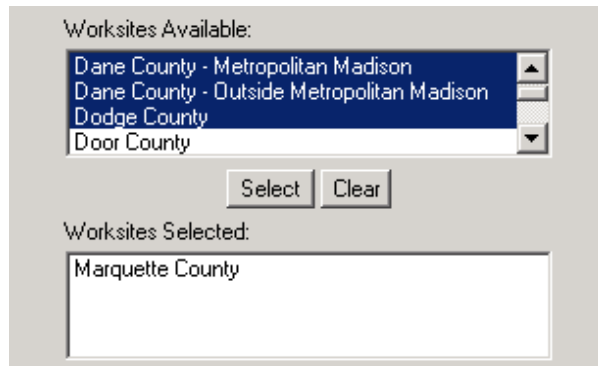 Worksites Available:
Dane County - Metropolitan Madison
Dane County - Outside Metropolitan Madison
Dodge County
Door County
Select Clear
Worksites Selected:
Marquette County